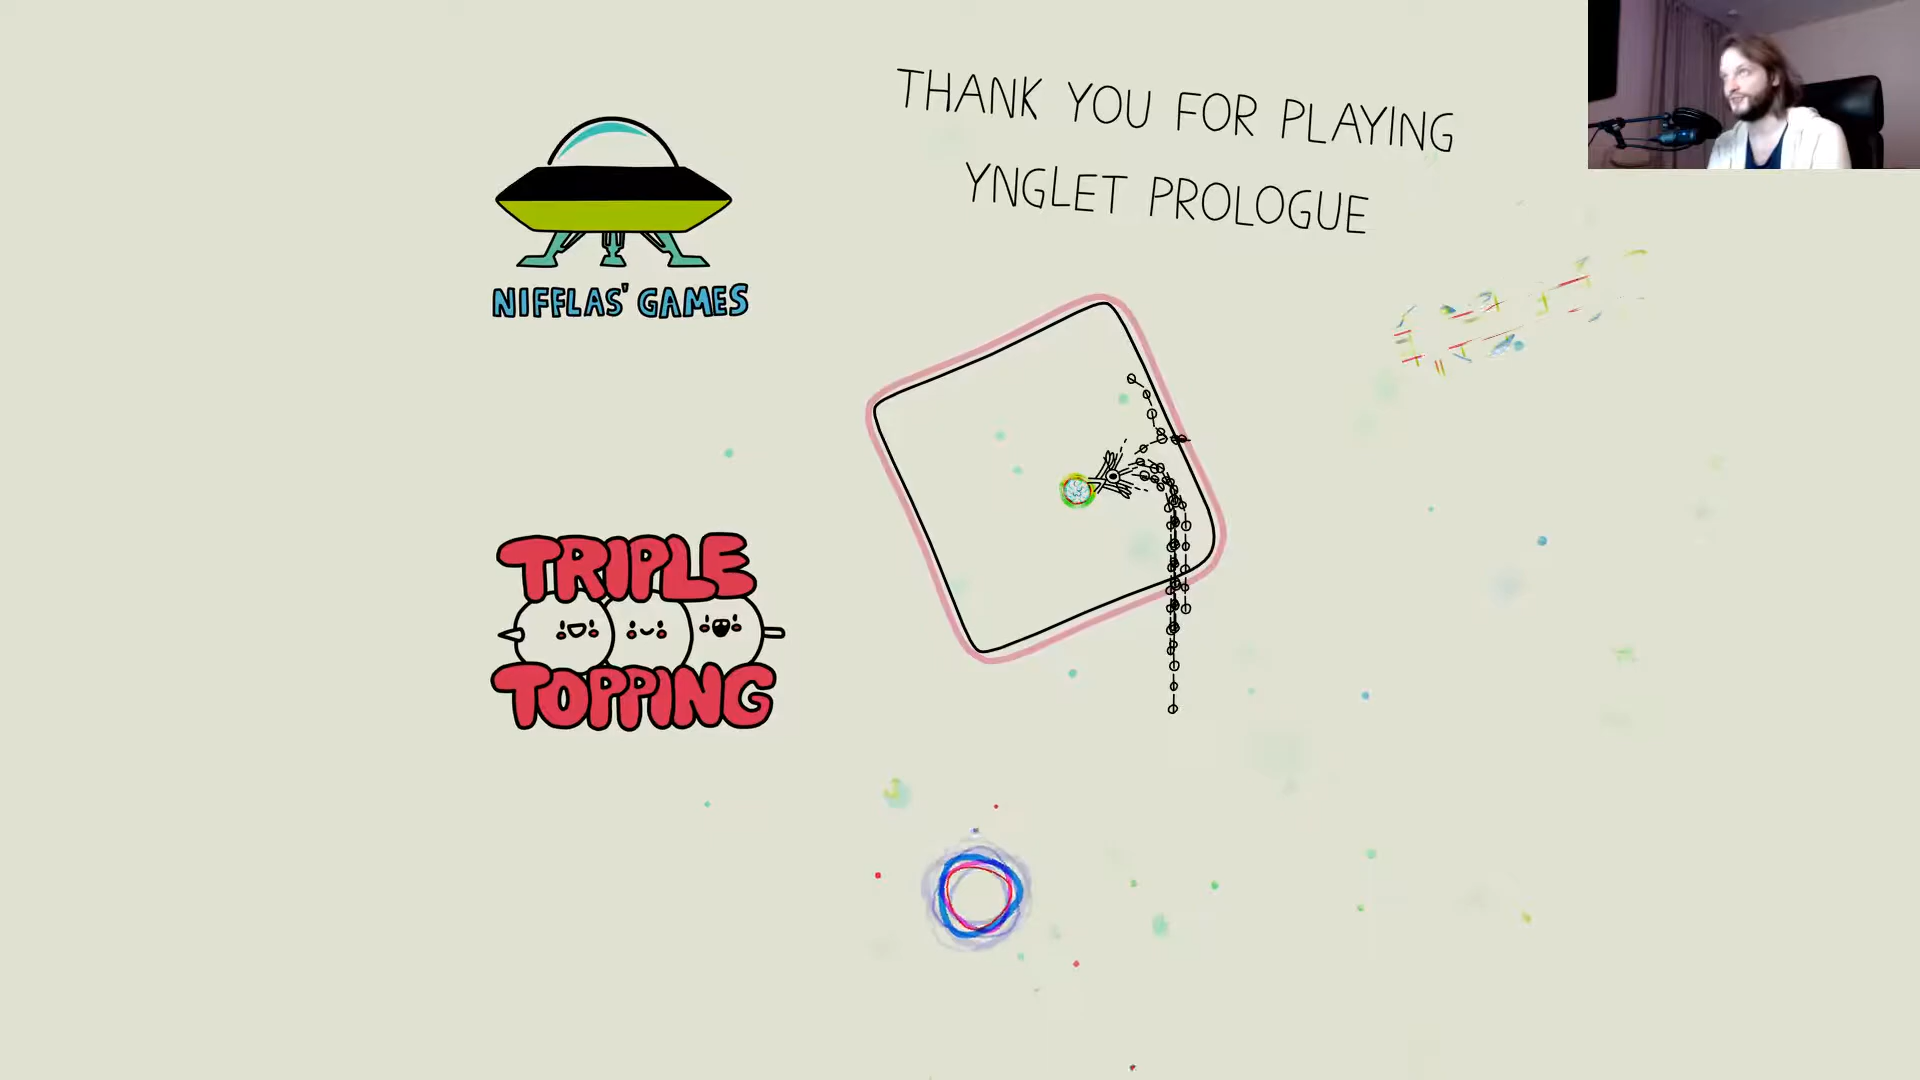 THANK YOU FOR PLAYING
YNGLET PROLOGUE
NIFFLAS' GAMES
TRIPLE
TOPPING